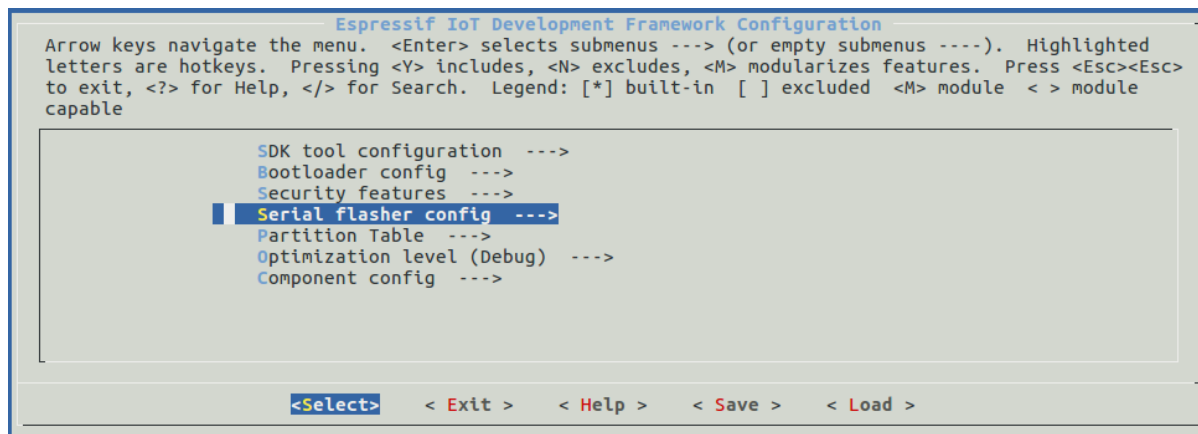 Espressif IoT Development Framework Configuration
Arrow keys navigate the menu.  <Enter> selects submenus ---> (or empty submenus ----).  Highlighted
letters are hotkeys.  Pressing <Y> includes, <N> excludes, <M> modularizes features.  Press <Esc><Esc>
to exit, <?> for Help, </> for Search.  Legend: [*] built-in  [ ] excluded  <M> module  < > module
capable
SDK tool configuration  --->
Bootloader config  --->
Security features  --->
Serial flasher config  --->
Partition Table  --->
Optimization level (Debug)  --->
Component config  --->
<Select>    < Exit >    < Help >    < Save >    < Load >